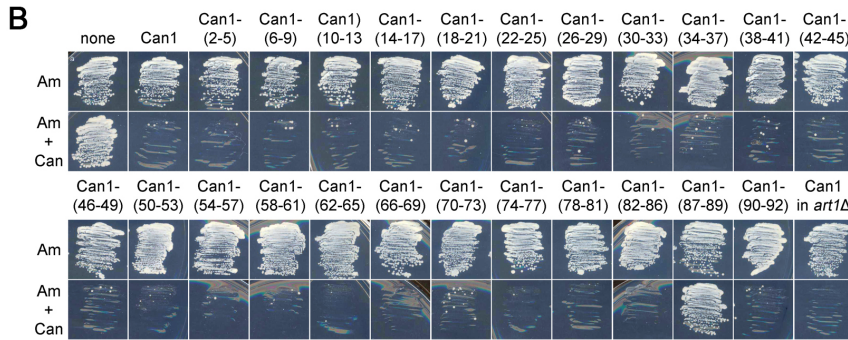 B
none Can1 Can1-(2-5) Can1-(6-9) Can1)(10-13 Can1-(14-17) Can1-(18-21) Can1-(22-25) Can1-(26-29) Can1-(30-33) Can1-(34-37) Can1-(38-41) Can1-(42-45)
Am
Am + Can
Can1-(46-49) Can1-(50-53) Can1-(54-57) Can1-(58-61) Can1-(62-65) Can1-(66-69) Can1-(70-73) Can1-(74-77) Can1-(78-81) Can1-(82-86) Can1-(87-89) Can1-(90-92) Can1 in art1Δ
Am
Am + Can